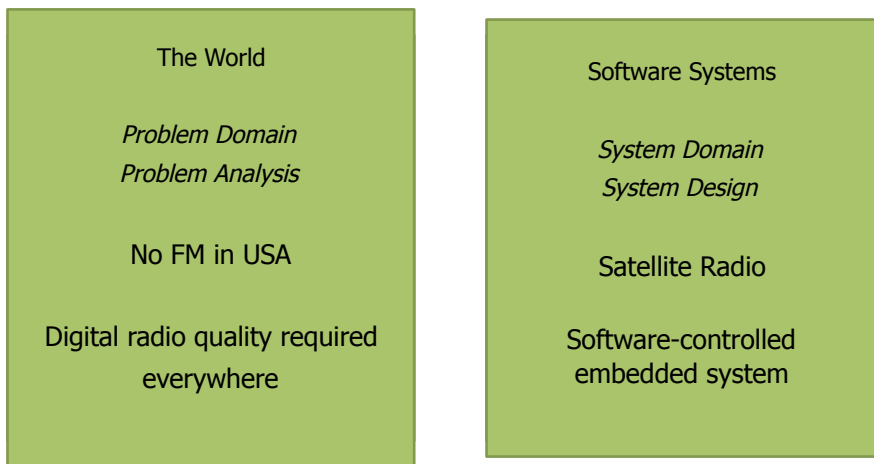 The World
Problem Domain
Problem Analysis
No FM in USA
Digital radio quality required
everywhere
Software Systems
System Domain
System Design
Satellite Radio
Software-controlled
embedded system